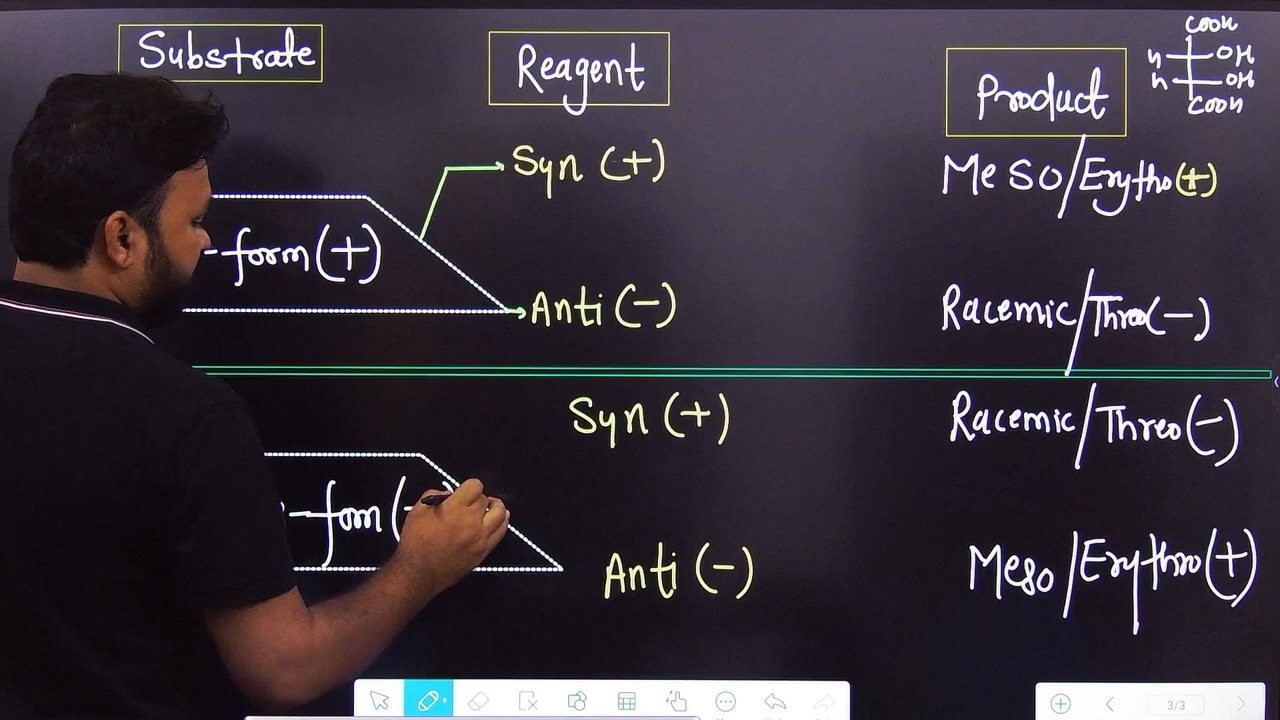 Substrate
Reagent
Product
COOH
H OH
H OH
COOH
Syn (+)
Meso/Erytho(+)
-form(+)
Anti (-)
Racemic/Threo(-)
Syn (+)
Racemic/Threo(-)
-form(
Anti (-)
Meso/Erythro(+)
3/3